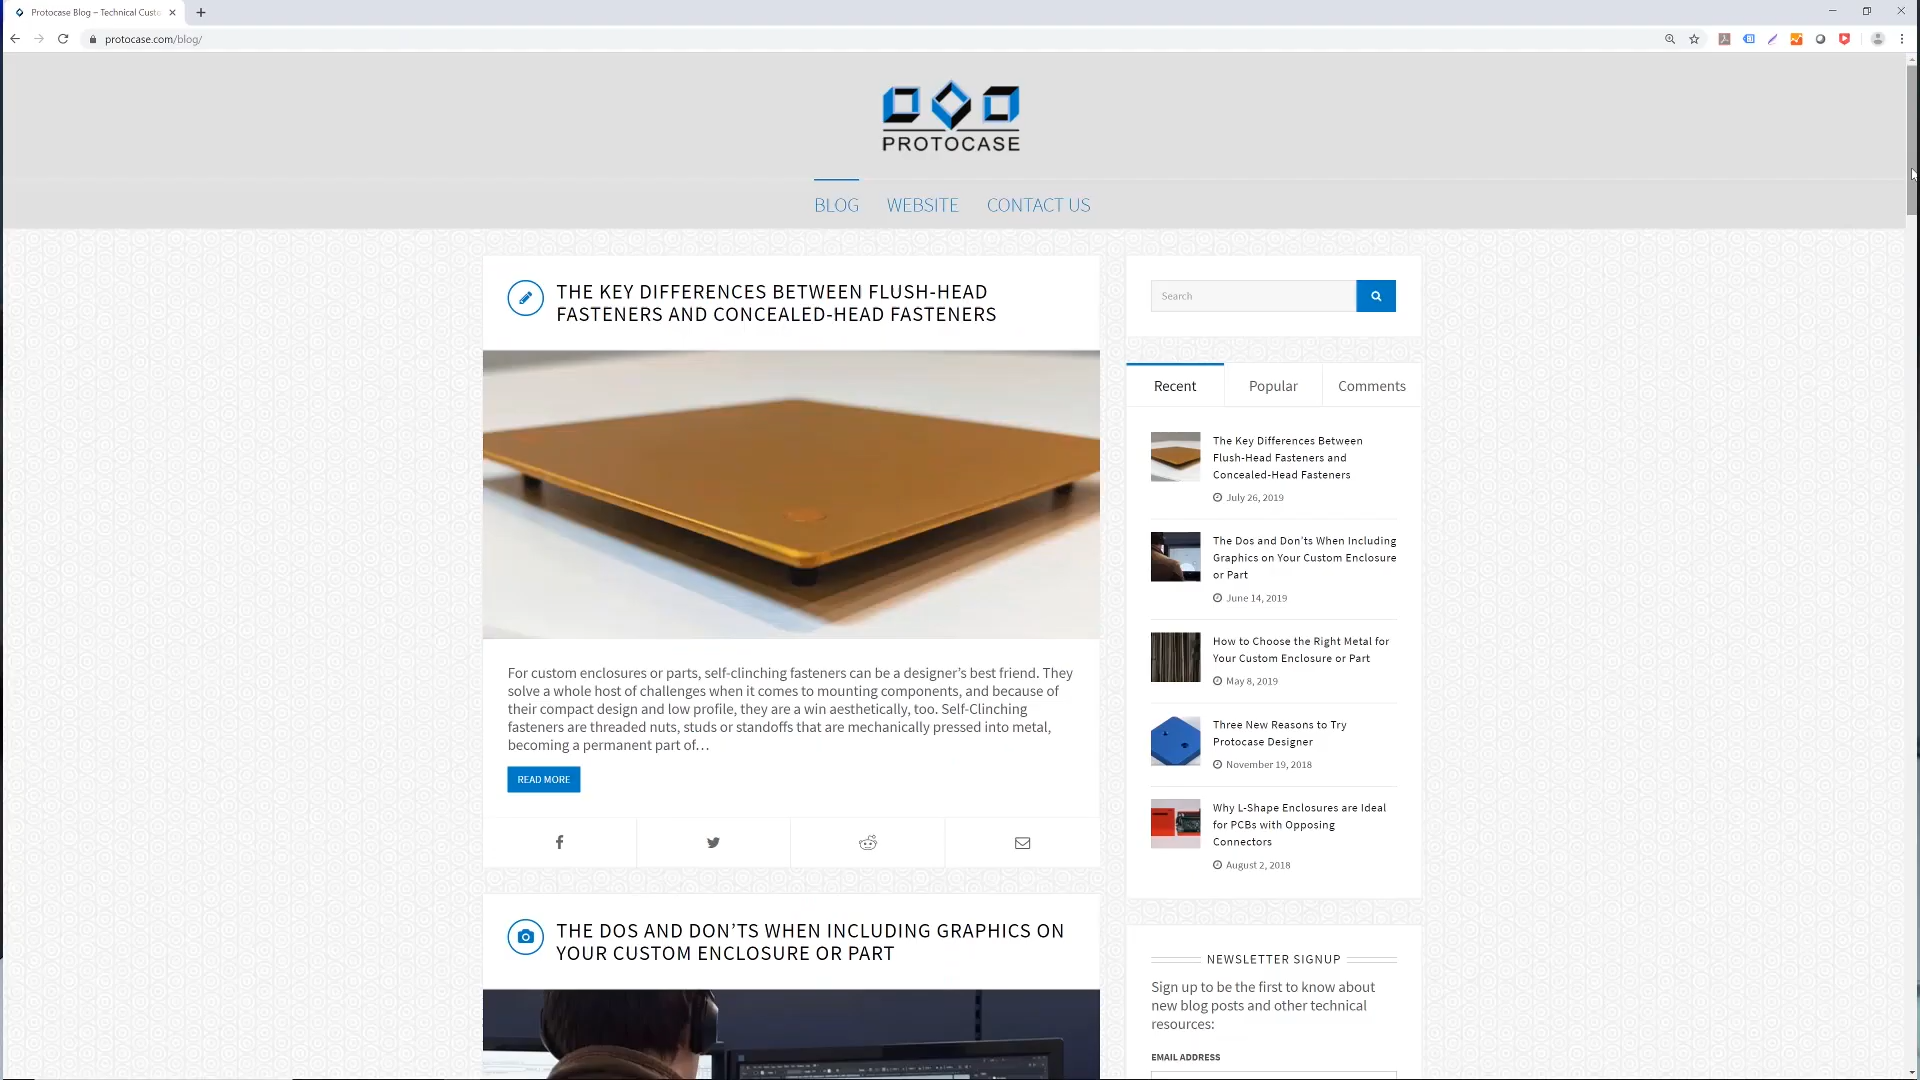 Protocase Blog – Technical Custo
protocase.com/blog/
PROTOCASE
BLOG
WEBSITE
CONTACT US
THE KEY DIFFERENCES BETWEEN FLUSH-HEAD
FASTENERS AND CONCEALED-HEAD FASTENERS
For custom enclosures or parts, self-clinching fasteners can be a designer’s best friend. They
solve a whole host of challenges when it comes to mounting components, and because of
their compact design and low profile, they are a win aesthetically, too. Self-Clinching
fasteners are threaded nuts, studs or standoffs that are mechanically pressed into metal,
becoming a permanent part of…
READ MORE
THE DOS AND DON’TS WHEN INCLUDING GRAPHICS ON
YOUR CUSTOM ENCLOSURE OR PART
Search
Recent
Popular
Comments
The Key Differences Between
Flush-Head Fasteners and
Concealed-Head Fasteners
July 26, 2019
The Dos and Don’ts When Including
Graphics on Your Custom Enclosure
or Part
June 14, 2019
How to Choose the Right Metal for
Your Custom Enclosure or Part
May 8, 2019
Three New Reasons to Try
Protocase Designer
November 19, 2018
Why L-Shape Enclosures are Ideal
for PCBs with Opposing
Connectors
August 2, 2018
NEWSLETTER SIGNUP
Sign up to be the first to know about
new blog posts and other technical
resources:
EMAIL ADDRESS